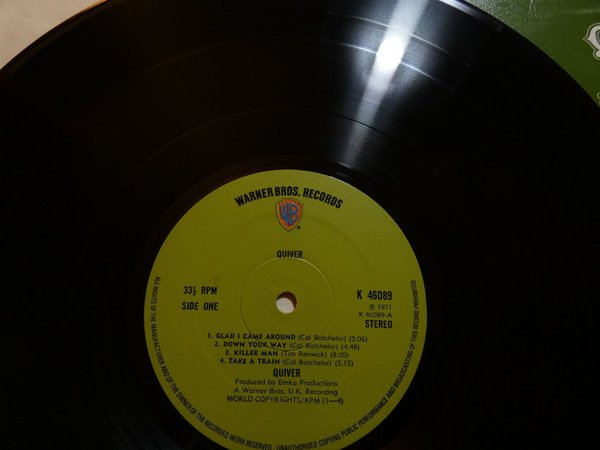 WARNER BROS. RECORDS
WB
QUIVER
33⅓ RPM
SIDE ONE
K 46089
℗ 1971
K 46089-A
STEREO
1. GLAD I CAME AROUND (Cal Batchelor) (5.06)
2. DOWN YOUR WAY (Cal-Batchelor) (4.48)
3. KILLER MAN (Tim Renwick) (8.00)
4. TAKE A TRAIN (Cal Batchelor) (5.15)
QUIVER
Produced by Emka Productions
A Warner Bros. U.K. Recording
WORLD COPYRIGHTS/KPM (1—4)
ALL RIGHTS OF THE MANUFACTURER AND OF THE OWNER OF THE RECORDED WORK RESERVED · UNAUTHORISED COPYING PUBLIC PERFORMANCE AND BROADCASTING OF THIS RECORD PROHIBITED